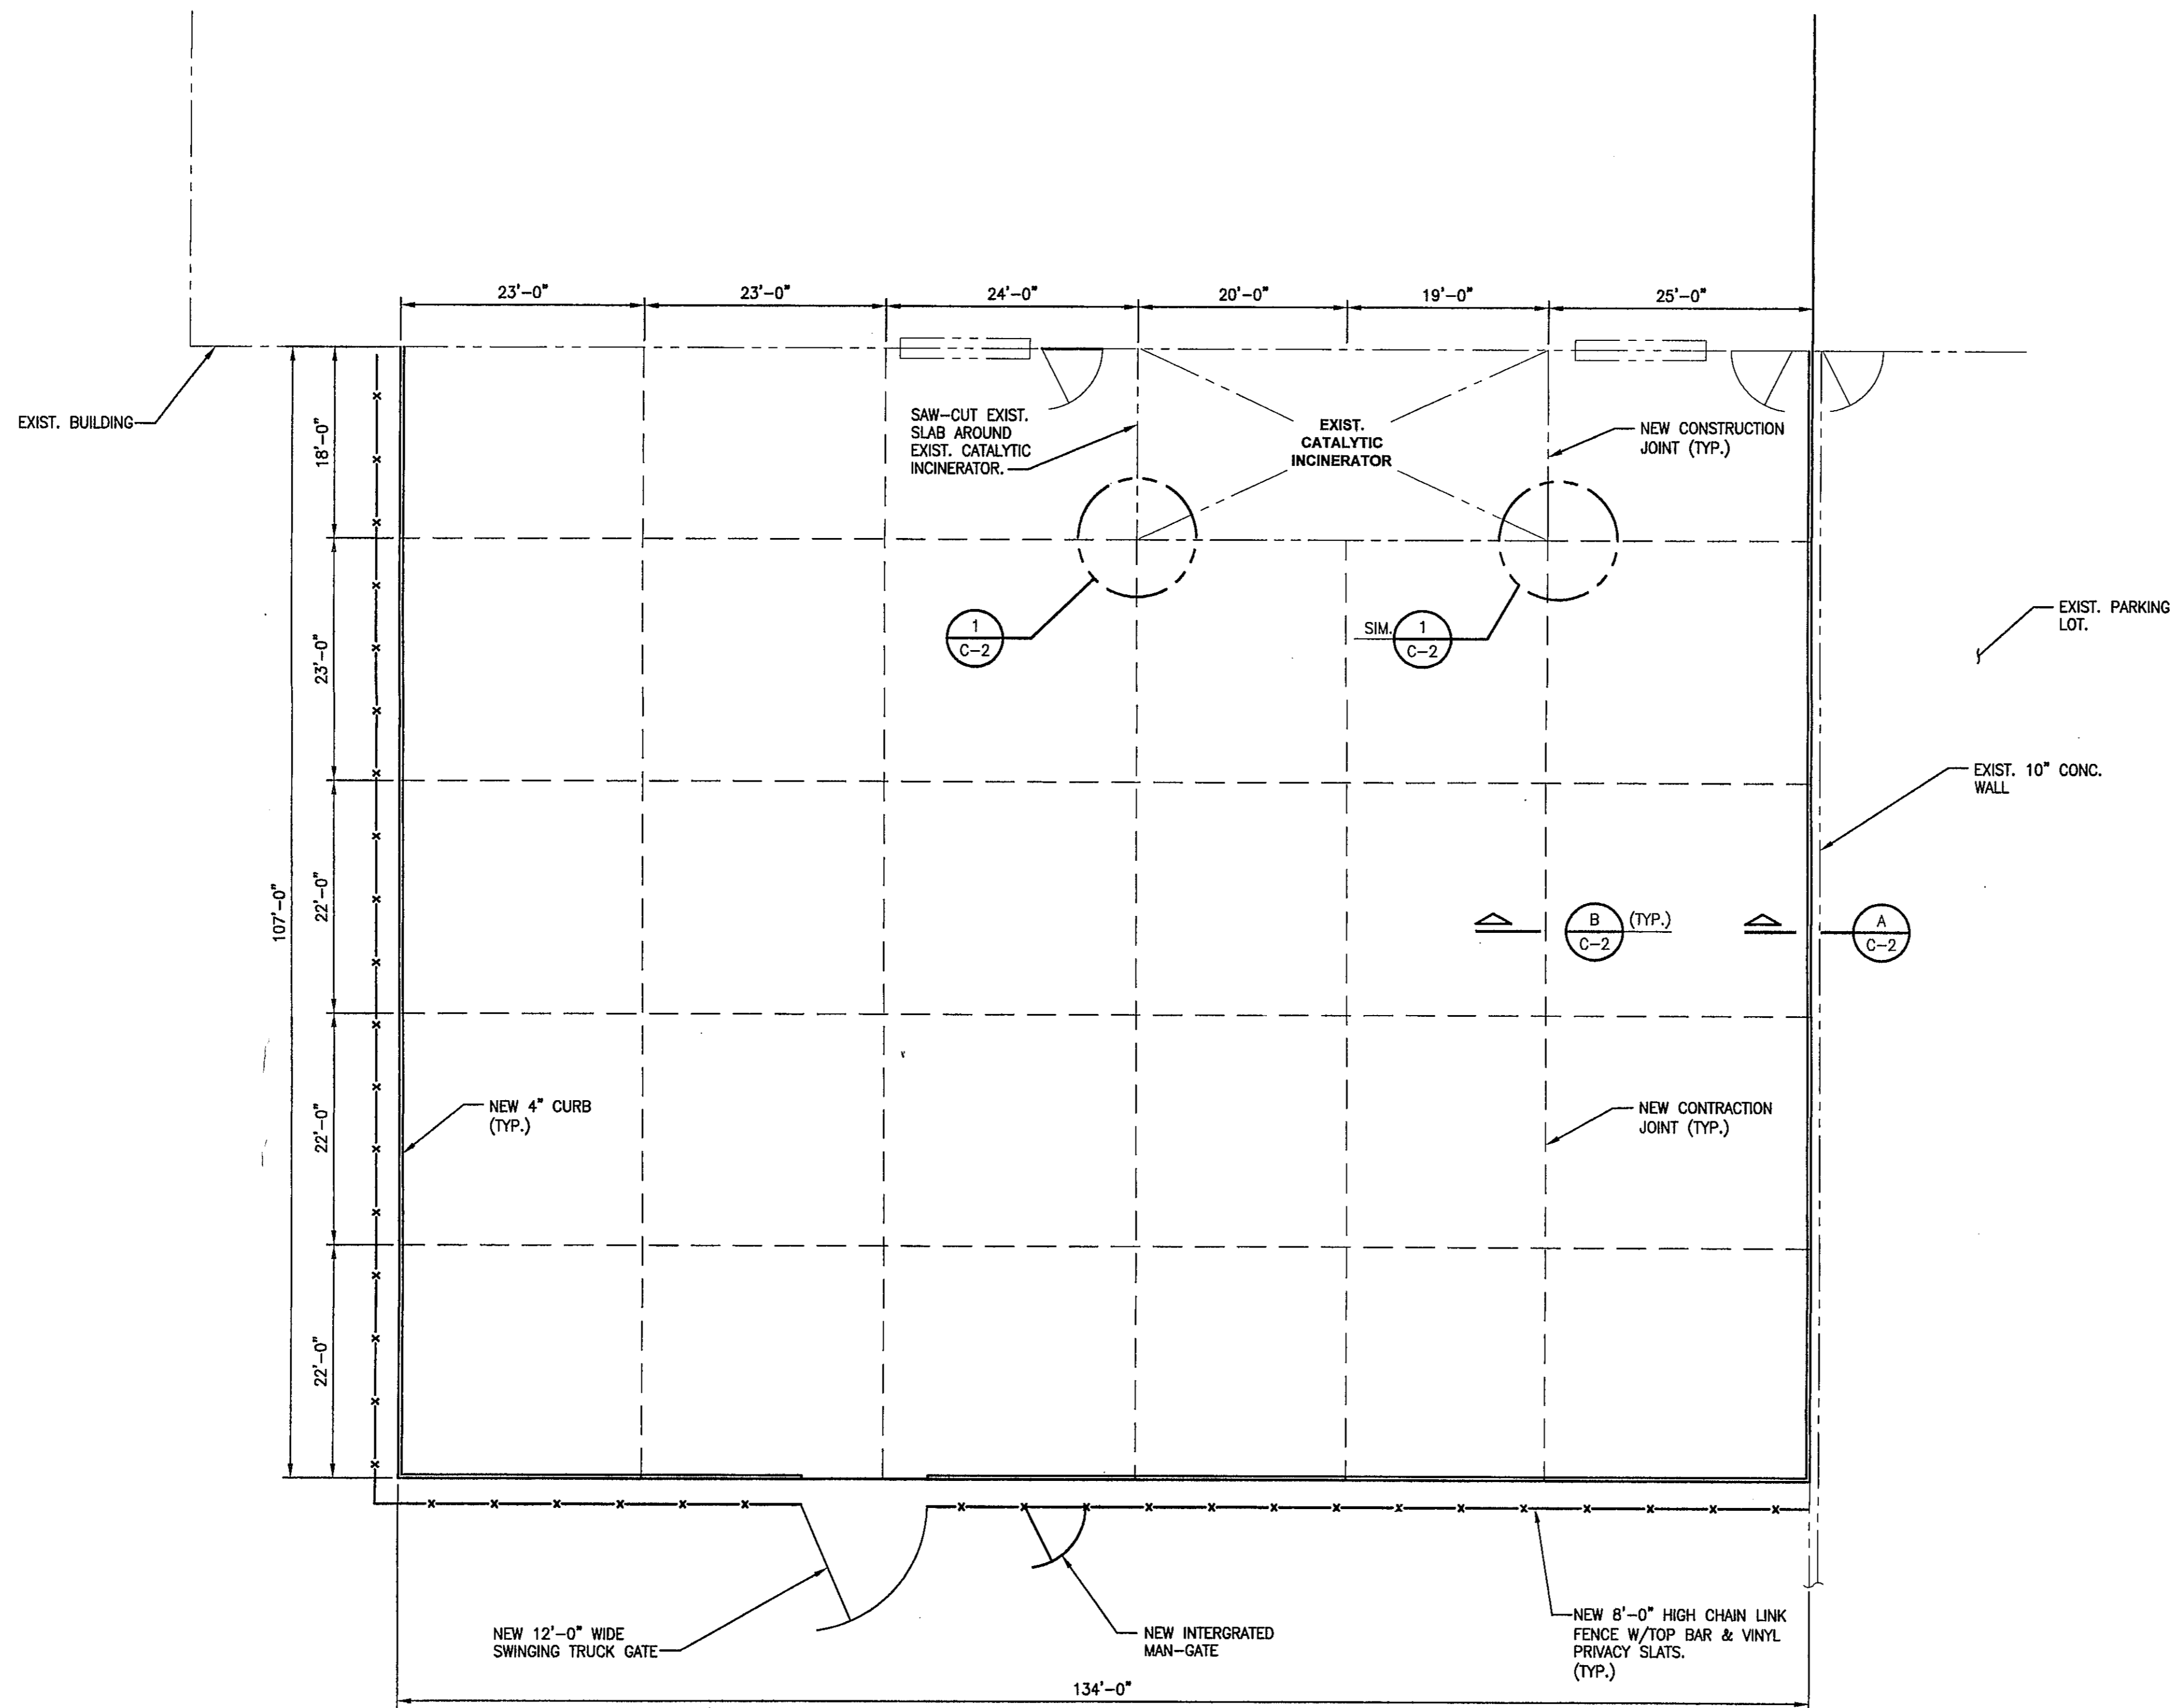 23'-0"
23'-0"
24'-0"
20'-0"
19'-0"
25'-0"
EXIST. BUILDING
18'-0"
SAW-CUT EXIST.
SLAB AROUND
EXIST. CATALYTIC
INCINERATOR.
EXIST.
CATALYTIC
INCINERATOR
NEW CONSTRUCTION
JOINT (TYP.)
23'-0"
1
C-2
SIM.
1
C-2
EXIST. PARKING
LOT.
EXIST. 10" CONC.
WALL
107'-0"
22'-0"
B
C-2
(TYP.)
A
C-2
22'-0"
NEW 4" CURB
(TYP.)
NEW CONTRACTION
JOINT (TYP.)
22'-0"
NEW 12'-0" WIDE
SWINGING TRUCK GATE
NEW INTERGRATED
MAN-GATE
NEW 8'-0" HIGH CHAIN LINK
FENCE W/TOP BAR & VINYL
PRIVACY SLATS.
(TYP.)
134'-0"